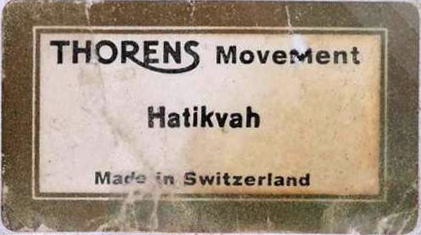 THORENS Movement
Hatikvah
Made in Switzerland